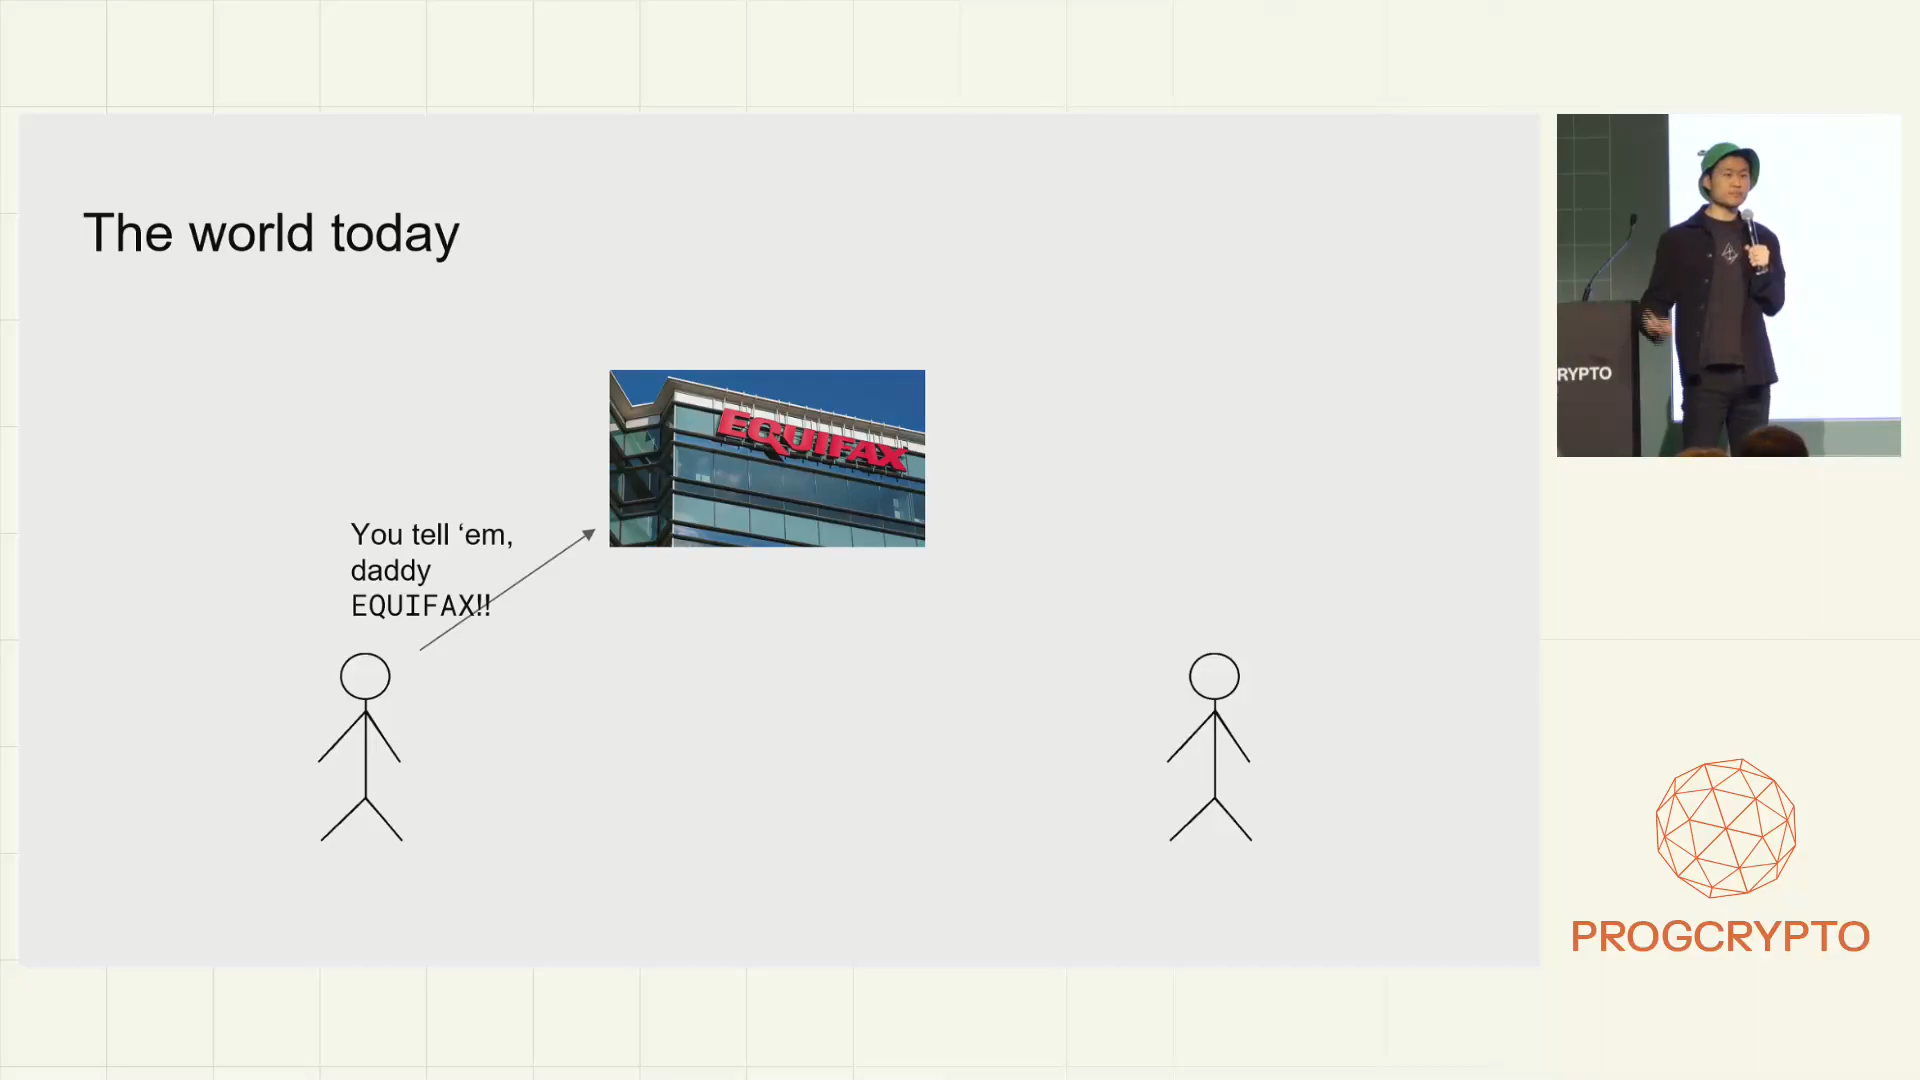 The world today
EQUIFAX
You tell ‘em,
daddy
EQUIFAX!!
RYPTO
PROGCRYPTO